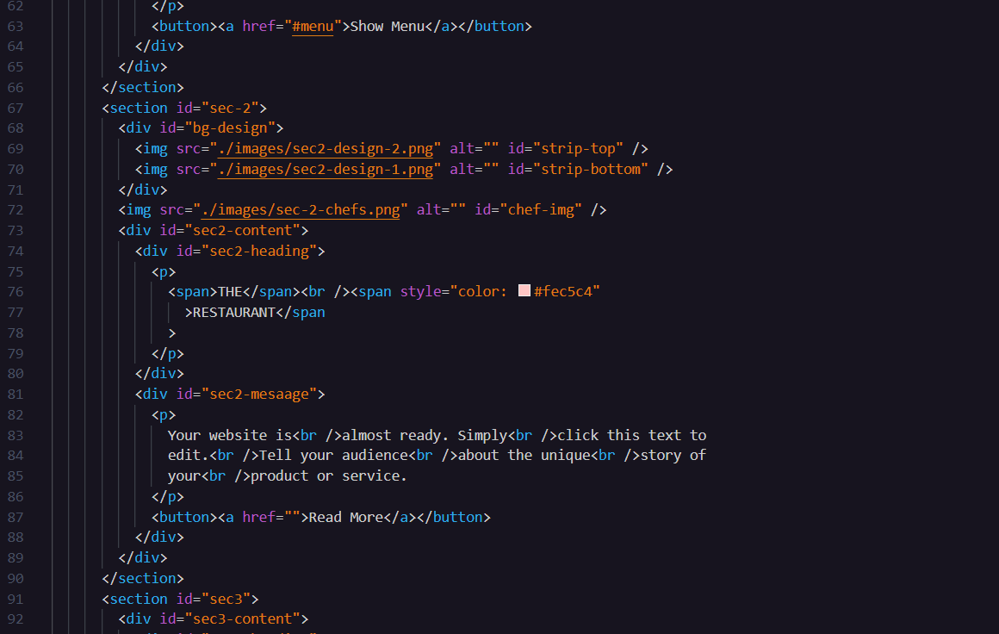 62 </p>
63 <button><a href="#menu">Show Menu</a></button>
64 </div>
65 </div>
66 </section>
67 <section id="sec-2">
68 <div id="bg-design">
69 <img src="./images/sec2-design-2.png" alt="" id="strip-top" />
70 <img src="./images/sec2-design-1.png" alt="" id="strip-bottom" />
71 </div>
72 <img src="./images/sec-2-chefs.png" alt="" id="chef-img" />
73 <div id="sec2-content">
74 <div id="sec2-heading">
75 <p>
76 <span>THE</span><br /><span style="color: #fec5c4"
77 >RESTAURANT</span
78 >
79 </p>
80 </div>
81 <div id="sec2-mesaage">
82 <p>
83 Your website is<br />almost ready. Simply<br />click this text to
84 edit.<br />Tell your audience<br />about the unique<br />story of
85 your<br />product or service.
86 </p>
87 <button><a href="">Read More</a></button>
88 </div>
89 </div>
90 </section>
91 <section id="sec3">
92 <div id="sec3-content">